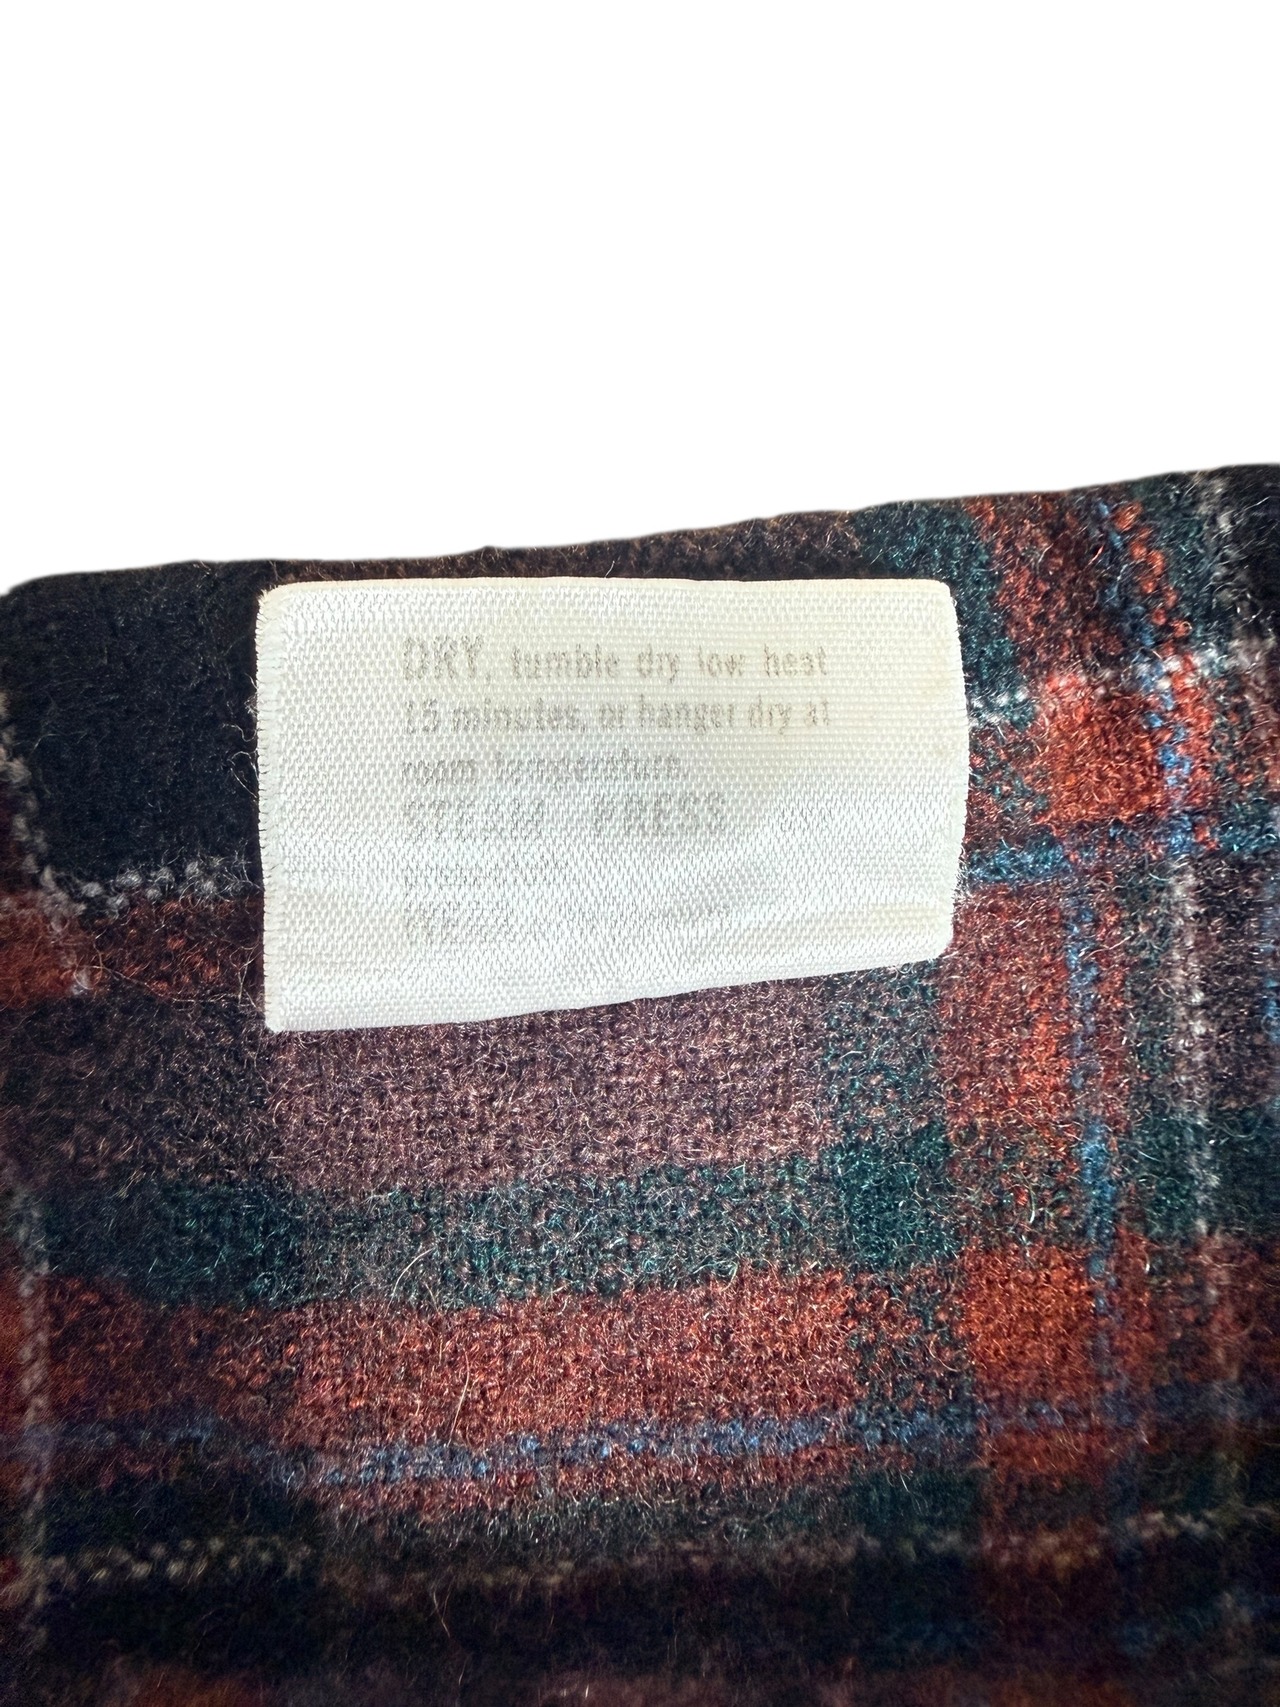 DRY, tumble dry low heat
15 minutes, or hanger dry at
room temperature.
STEAM PRESS